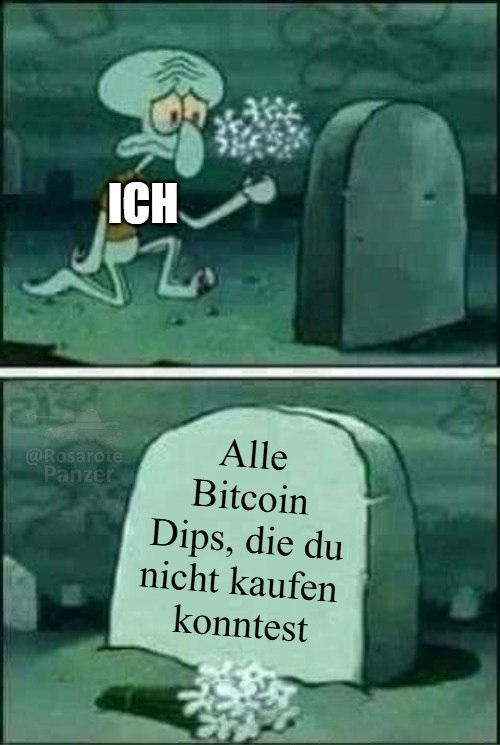 ICH
@Rosarote
Panzer
Alle
Bitcoin
Dips, die du
nicht kaufen
konntest